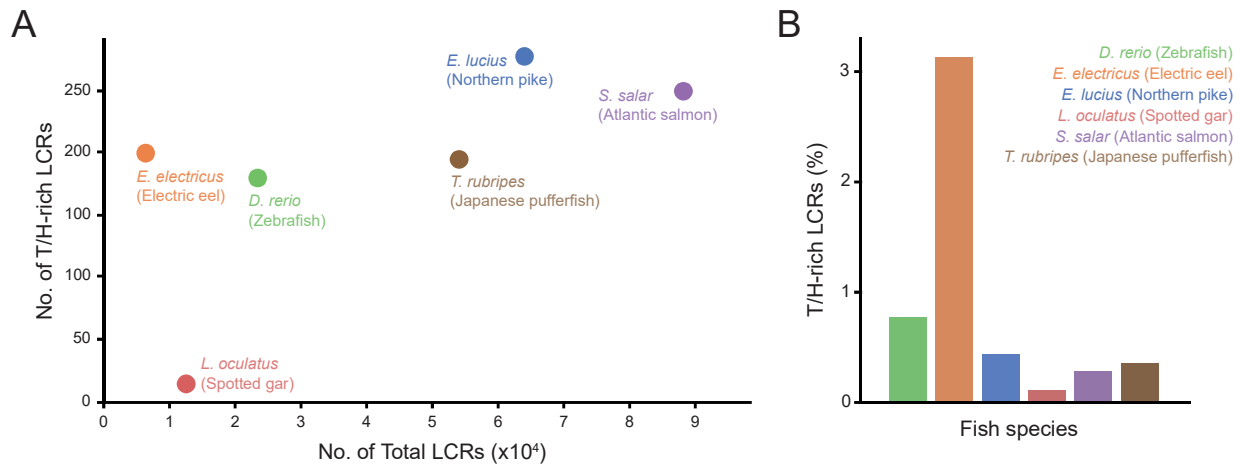 A
No. of T/H-rich LCRs
250
200
100
100
50
0
0
1
2
3
4
5
6
7
8
9
No. of Total LCRs (x10⁴)
E. lucius
(Northern pike)
S. salar
(Atlantic salmon)
E. electricus
(Electric eel)
D. rerio
(Zebrafish)
T. rubripes
(Japanese pufferfish)
L. oculatus
(Spotted gar)
B
T/H-rich LCRs (%)
3
2
1
0
Fish species
D. rerio (Zebrafish)
E. electricus (Electric eel)
E. lucius (Northern pike)
L. oculatus (Spotted gar)
S. salar (Atlantic salmon)
T. rubripes (Japanese pufferfish)